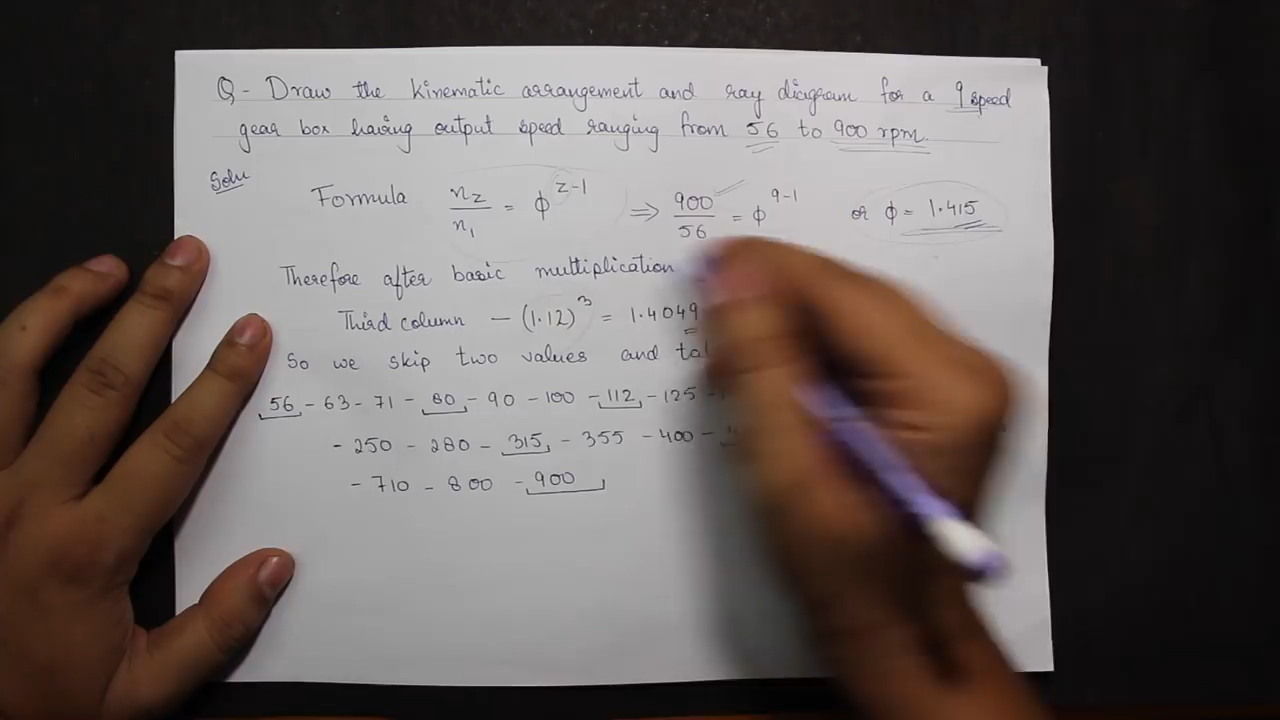 Q - Draw the kinematic arrangement and ray diagram for a 9 speed
gear box having output speed ranging from 56 to 900 rpm.
Solu
Formula nz/n1 = ϕ^z-1 ⇒ 900/56 = ϕ^9-1 or ϕ = 1.415
Therefore after basic multiplication
Third column - (1.12)^3 = 1.4049
So we skip two values and
56 - 63 - 71 - 80 - 90 - 100 - 112 - 125 -
- 250 - 280 - 315 - 355 - 400 -
- 710 - 800 - 900